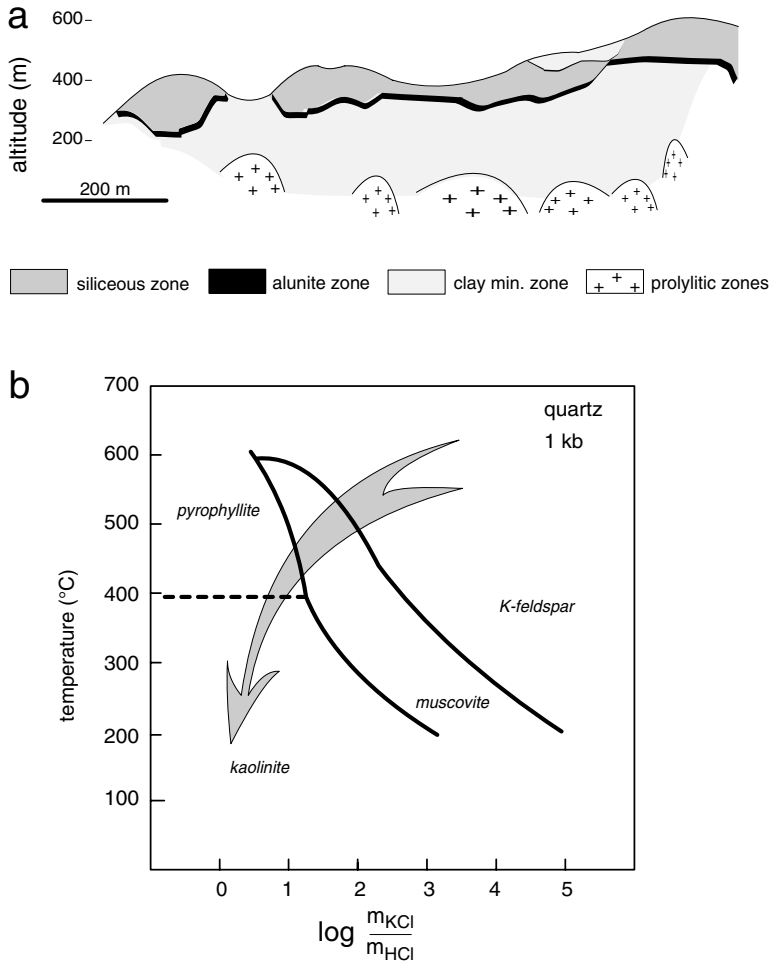 a
altitude (m)
600
400
200
200 m
siliceous zone
alunite zone
clay min. zone
prolylitic zones
b
temperature (°C)
700
600
500
400
300
200
100
quartz
1 kb
pyrophyllite
K-feldspar
muscovite
kaolinite
0 1 2 3 4 5
log mKCl
mHCl